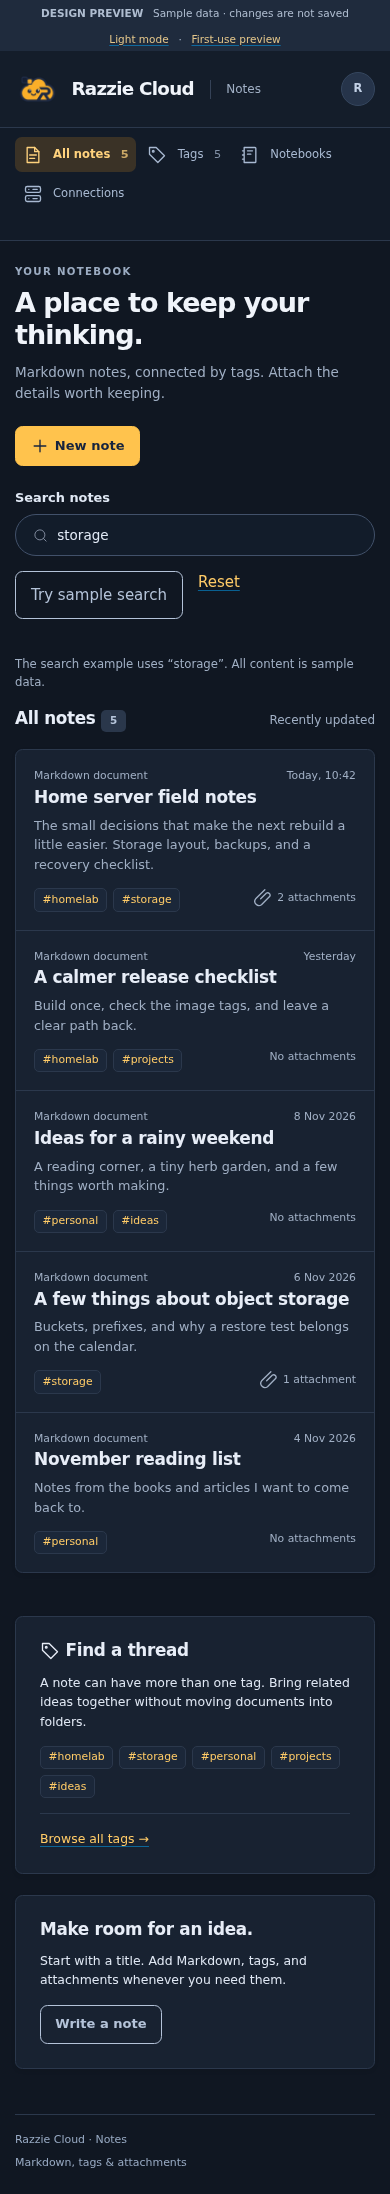 DESIGN PREVIEW Sample data · changes are not saved
Light mode · First-use preview
Razzie Cloud Notes R
All notes 5 Tags 5 Notebooks
Connections
YOUR NOTEBOOK
A place to keep your
thinking.
Markdown notes, connected by tags. Attach the
details worth keeping.
New note
Search notes
storage
Try sample search Reset
The search example uses “storage”. All content is sample
data.
All notes 5 Recently updated
Markdown document Today, 10:42
Home server field notes
The small decisions that make the next rebuild a
little easier. Storage layout, backups, and a
recovery checklist.
#homelab #storage 2 attachments
Markdown document Yesterday
A calmer release checklist
Build once, check the image tags, and leave a
clear path back.
#homelab #projects No attachments
Markdown document 8 Nov 2026
Ideas for a rainy weekend
A reading corner, a tiny herb garden, and a few
things worth making.
#personal #ideas No attachments
Markdown document 6 Nov 2026
A few things about object storage
Buckets, prefixes, and why a restore test belongs
on the calendar.
#storage 1 attachment
Markdown document 4 Nov 2026
November reading list
Notes from the books and articles I want to come
back to.
#personal No attachments
Find a thread
A note can have more than one tag. Bring related
ideas together without moving documents into
folders.
#homelab #storage #personal #projects
#ideas
Browse all tags →
Make room for an idea.
Start with a title. Add Markdown, tags, and
attachments whenever you need them.
Write a note
Razzie Cloud · Notes
Markdown, tags & attachments